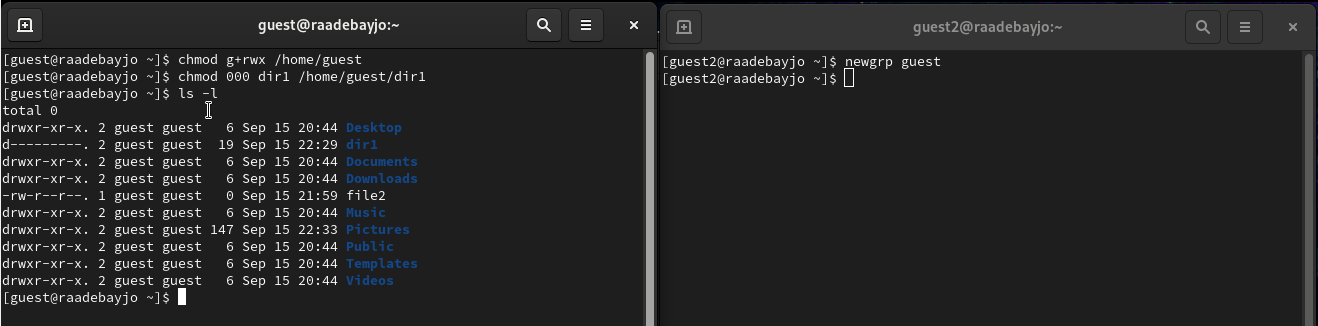 guest@raadebayjo:~
[guest@raadebayjo ~]$ chmod g+rwx /home/guest
[guest@raadebayjo ~]$ chmod 000 dir1 /home/guest/dir1
[guest@raadebayjo ~]$ ls -l
total 0
drwxr-xr-x. 2 guest guest   6 Sep 15 20:44 Desktop
d---------. 2 guest guest  19 Sep 15 22:29 dir1
drwxr-xr-x. 2 guest guest   6 Sep 15 20:44 Documents
drwxr-xr-x. 2 guest guest   6 Sep 15 20:44 Downloads
-rw-r--r--. 1 guest guest   0 Sep 15 21:59 file2
drwxr-xr-x. 2 guest guest   6 Sep 15 20:44 Music
drwxr-xr-x. 2 guest guest 147 Sep 15 22:33 Pictures
drwxr-xr-x. 2 guest guest   6 Sep 15 20:44 Public
drwxr-xr-x. 2 guest guest   6 Sep 15 20:44 Templates
drwxr-xr-x. 2 guest guest   6 Sep 15 20:44 Videos
[guest@raadebayjo ~]$
guest2@raadebayjo:~
[guest2@raadebayjo ~]$ newgrp guest
[guest2@raadebayjo ~]$